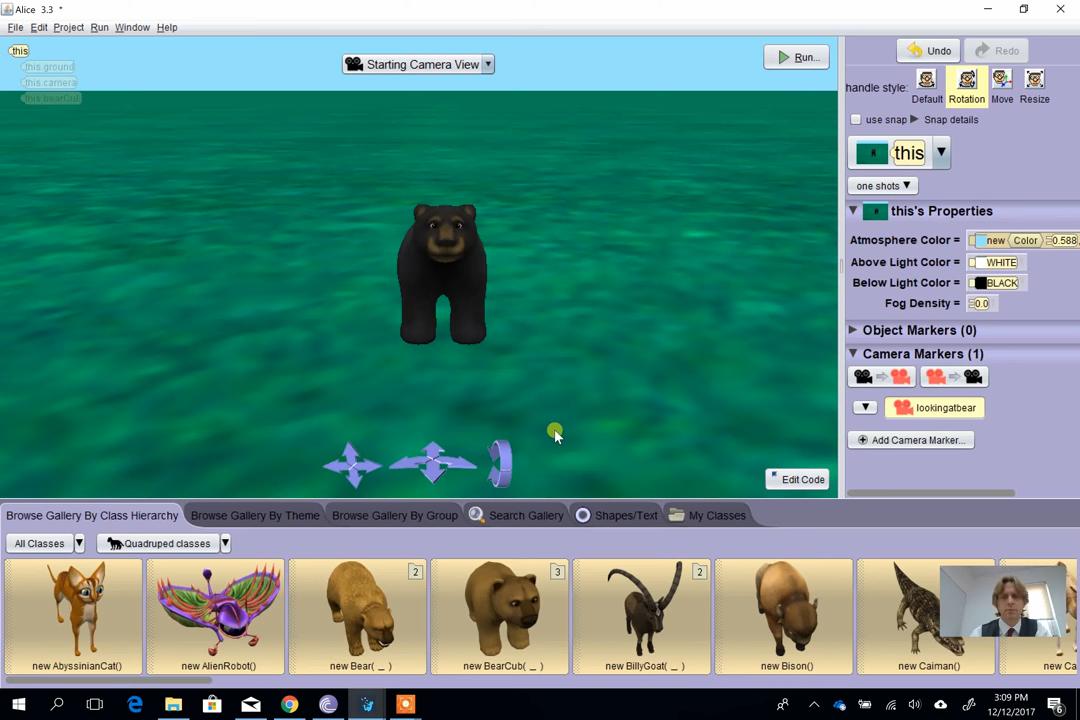 Alice 3.3 *
File Edit Project Run Window Help
this
this.ground
this.camera
this.bearCub
Starting Camera View
Run...
Undo
Redo
handle style:
Default
Rotation
Move
Resize
use snap
Snap details
this
one shots
this's Properties
Atmosphere Color = new Color 0.588
Above Light Color = WHITE
Below Light Color = BLACK
Fog Density = 0.0
Object Markers (0)
Camera Markers (1)
lookingatbear
Add Camera Marker...
Edit Code
Browse Gallery By Class Hierarchy
Browse Gallery By Theme
Browse Gallery By Group
Search Gallery
Shapes/Text
My Classes
All Classes
Quadruped classes
2
3
2
new AbyssinianCat()
new AlienRobot()
new Bear( _ )
new BearCub( _ )
new BillyGoat( _ )
new Bison()
new Caiman()
new Ca
3:09 PM
12/12/2017
6